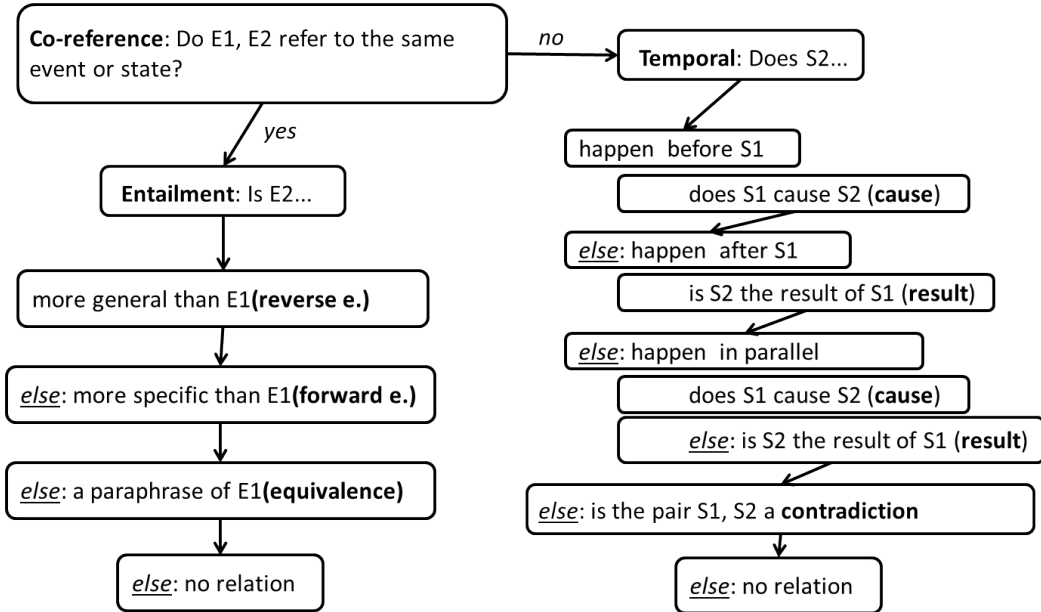 Co-reference: Do E1, E2 refer to the same
event or state?
no
Temporal: Does S2...
yes
Entailment: Is E2...
more general than E1(reverse e.)
else: more specific than E1(forward e.)
else: a paraphrase of E1(equivalence)
else: no relation
happen before S1
does S1 cause S2 (cause)
else: happen after S1
is S2 the result of S1 (result)
else: happen in parallel
does S1 cause S2 (cause)
else: is S2 the result of S1 (result)
else: is the pair S1, S2 a contradiction
else: no relation